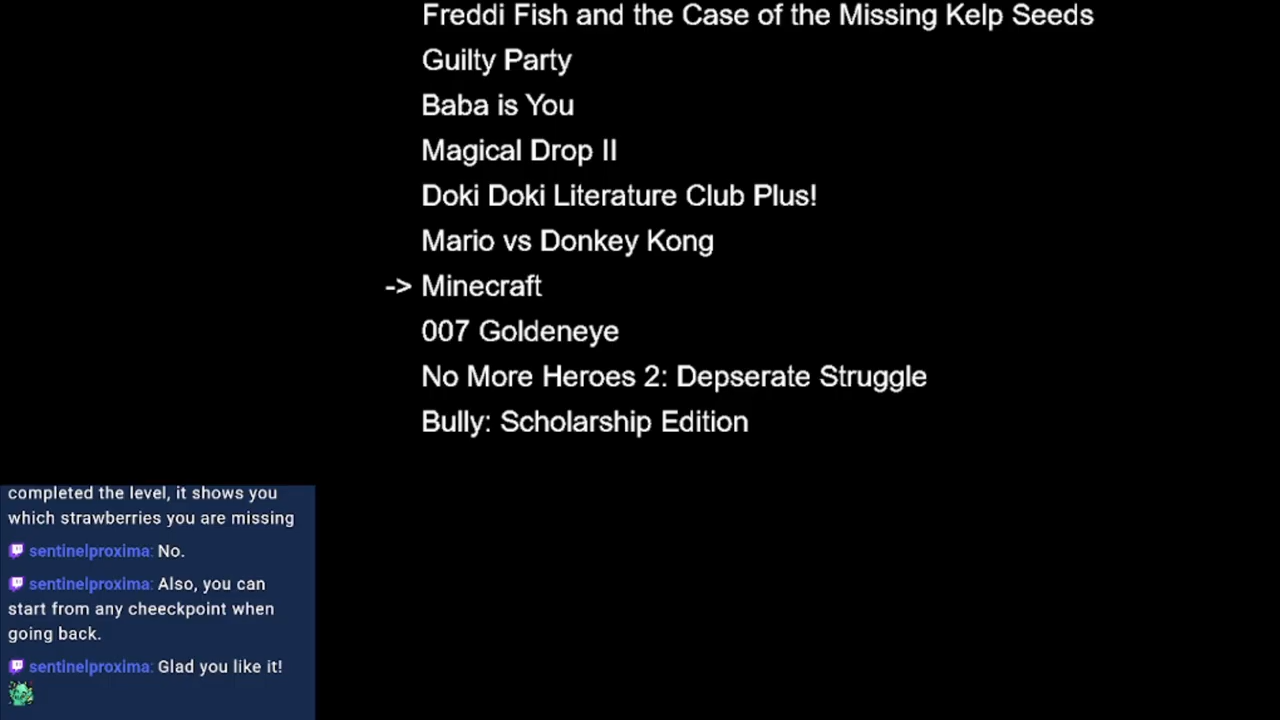 Freddi Fish and the Case of the Missing Kelp Seeds
Guilty Party
Baba is You
Magical Drop II
Doki Doki Literature Club Plus!
Mario vs Donkey Kong
-> Minecraft
007 Goldeneye
No More Heroes 2: Depserate Struggle
Bully: Scholarship Edition
completed the level, it shows you
which strawberries you are missing
sentinelproxima: No.
sentinelproxima: Also, you can
start from any cheeckpoint when
going back.
sentinelproxima: Glad you like it!